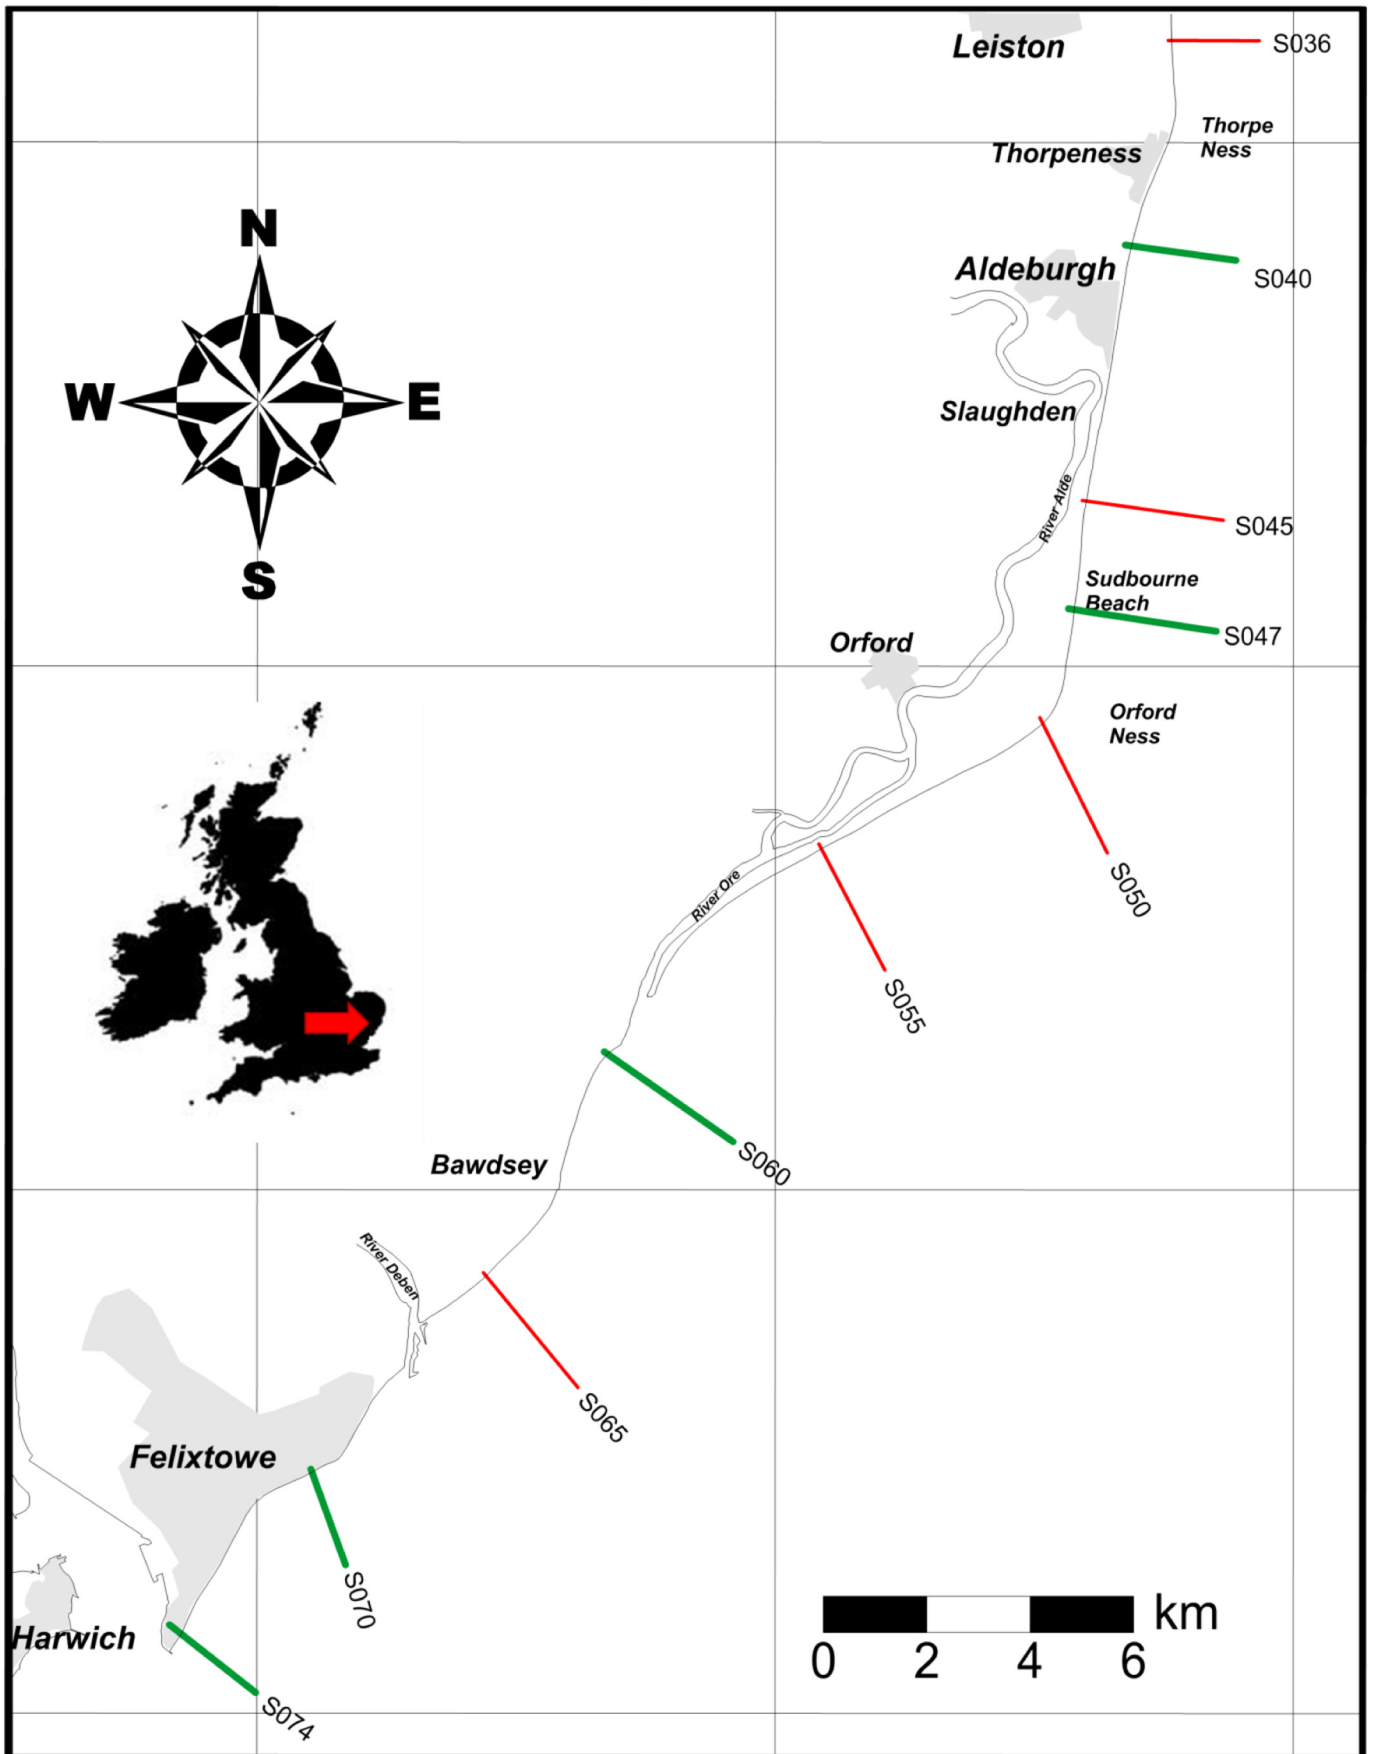 Leiston
S036
Thorpe
Ness
Thorpeness
N
Aldeburgh
S040
W
E
Slaughden
River Alde
S045
S
Sudbourne
Beach
S047
Orford
Orford
Ness
S050
River Ore
S055
S060
Bawdsey
River Deben
S065
Felixtowe
S070
km
Harwich
0 2 4 6
S074